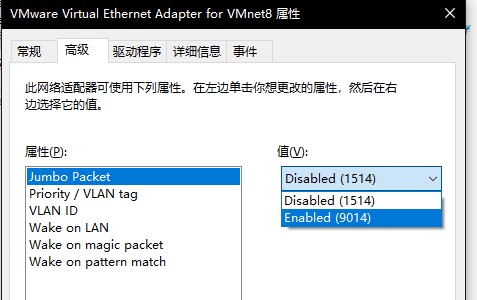 VMware Virtual Ethernet Adapter for VMnet8 属性
常规
高级
驱动程序
详细信息
事件
此网络适配器可使用下列属性。在左边单击你想更改的属性，然后在右
边选择它的值。
属性(P):
值(V):
Jumbo Packet
Priority / VLAN tag
VLAN ID
Wake on LAN
Wake on magic packet
Wake on pattern match
Disabled (1514)
Disabled (1514)
Enabled (9014)